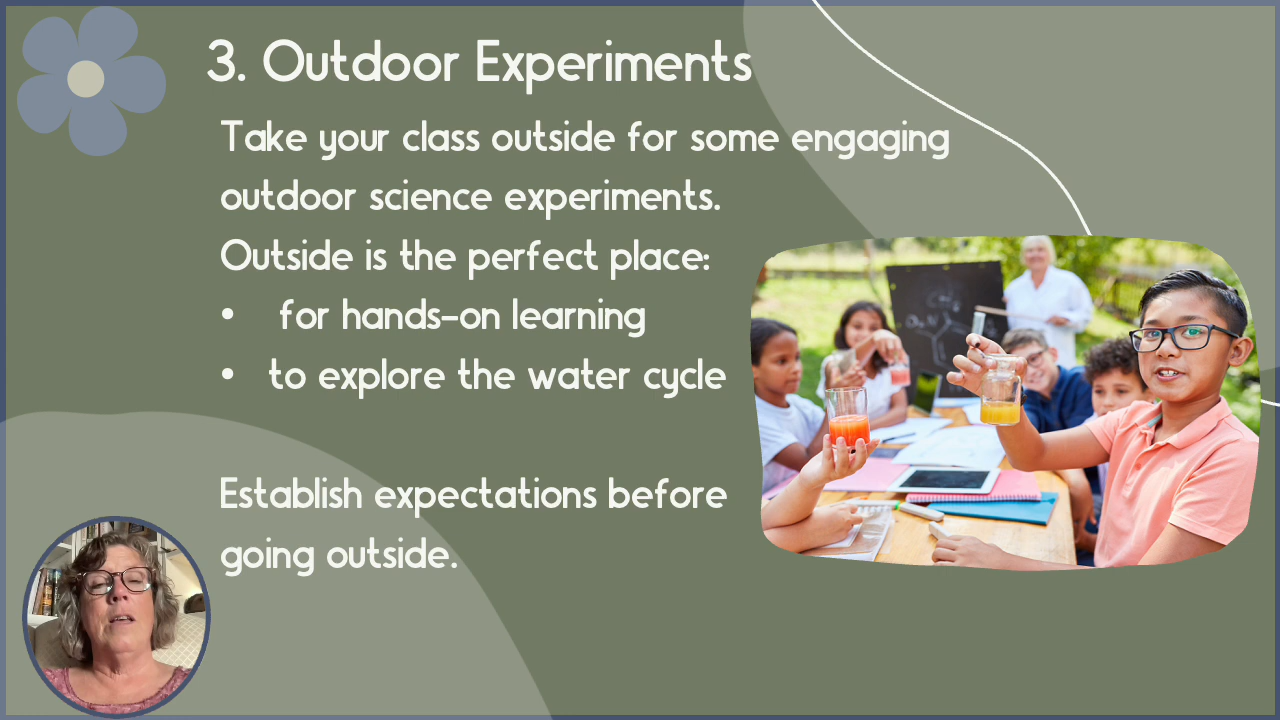 3. Outdoor Experiments
Take your class outside for some engaging
outdoor science experiments.
Outside is the perfect place:
• for hands-on learning
• to explore the water cycle
Establish expectations before
going outside.